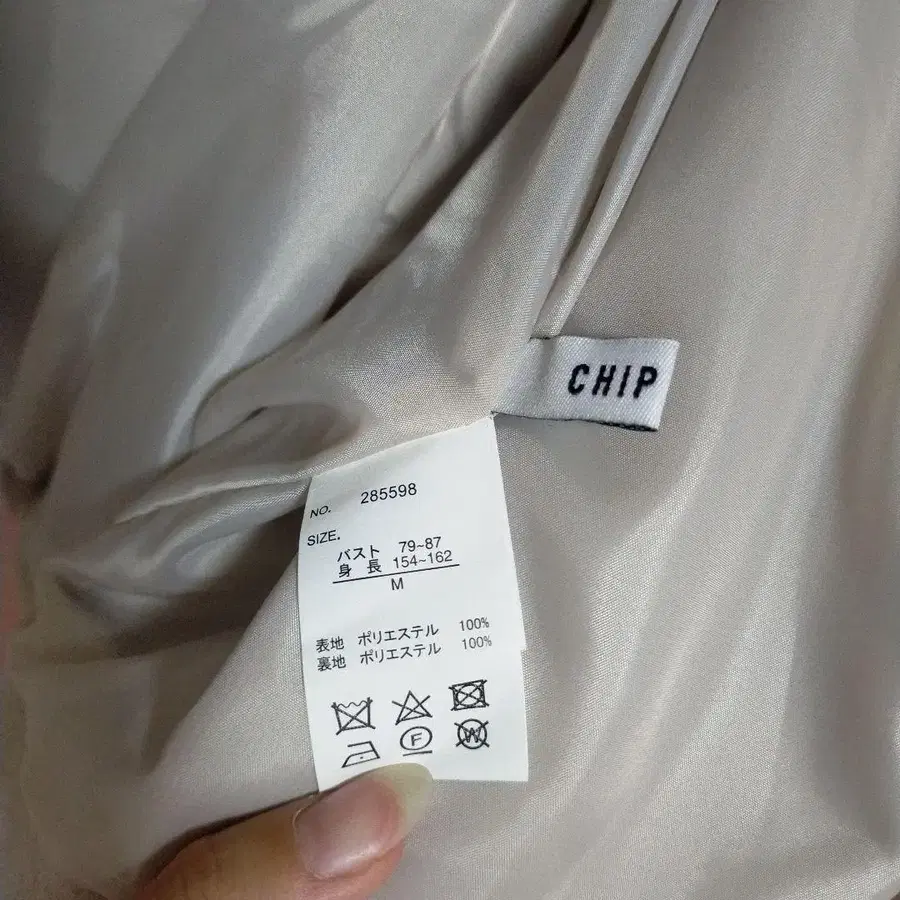 CHIP
NO. 285598
SIZE.
バスト 79~87
身 長 154~162
M
表地 ポリエステル 100%
裏地 ポリエステル 100%
F
W